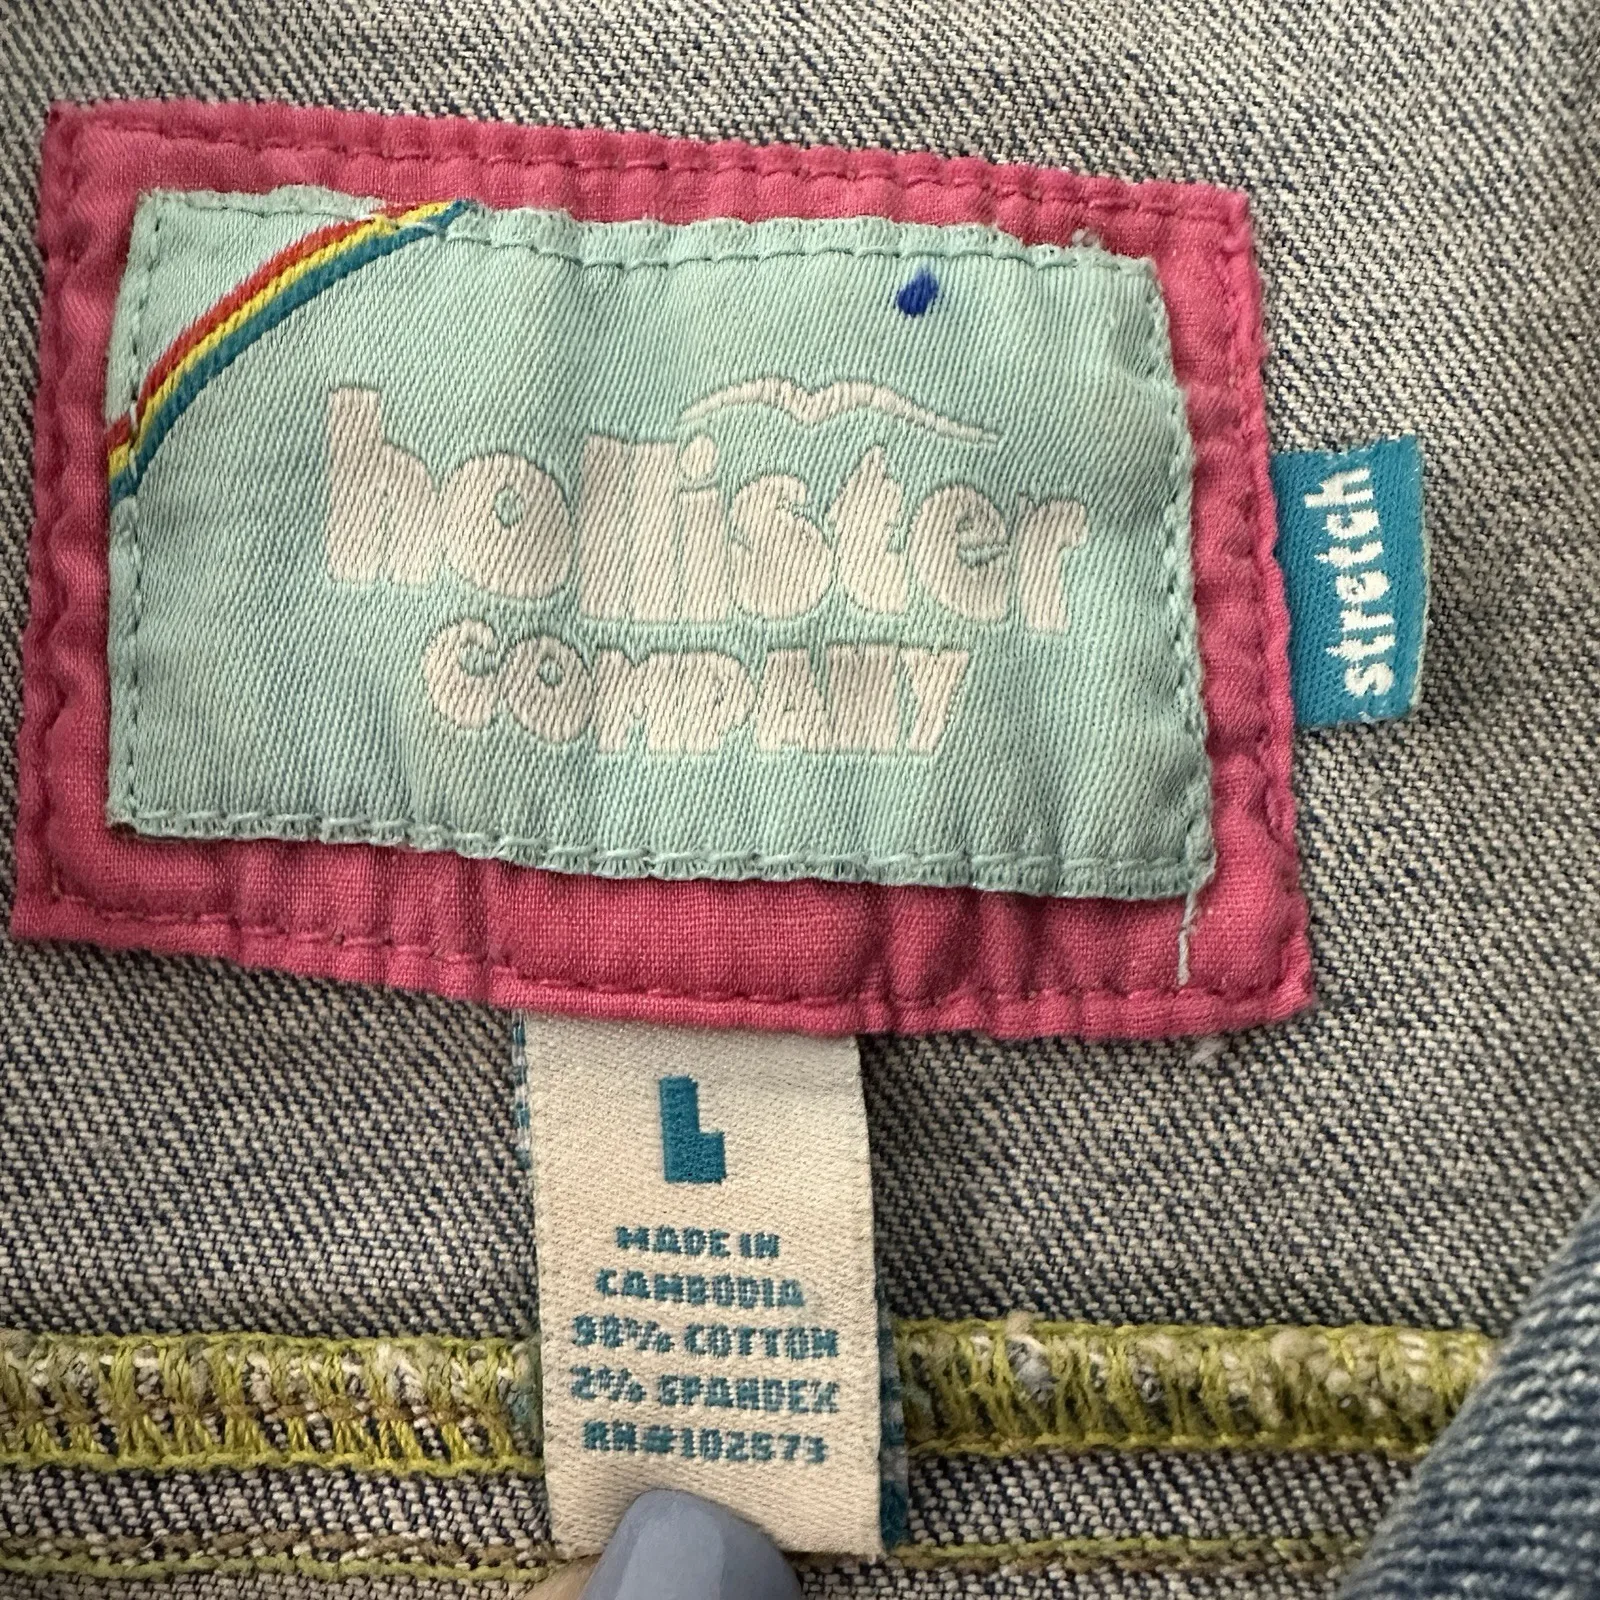 hollister
COMPANY
stretch
L
MADE IN
CAMBODIA
98% COTTON
2% SPANDEX
RN#102573